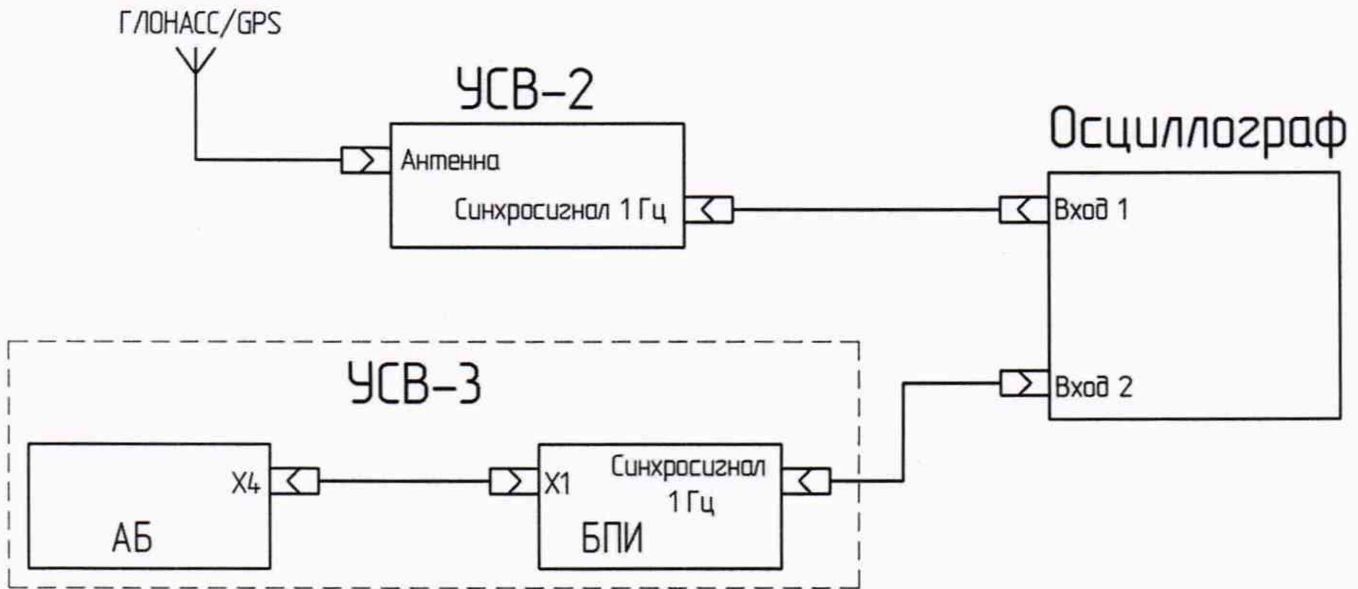 ГЛОНАСС/GPS
УСВ-2
Осциллограф
Антенна
Синхросигнал 1 Гц
Вход 1
УСВ-3
Вход 2
X4
АБ
X1
Синхросигнал
1 Гц
БПИ